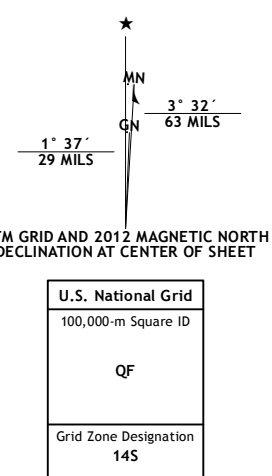 ★
MN
3° 32´
63 MILS
GN
1° 37´
29 MILS
TM GRID AND 2012 MAGNETIC NORTH
DECLINATION AT CENTER OF SHEET
U.S. National Grid
100,000-m Square ID
QF
Grid Zone Designation
14S